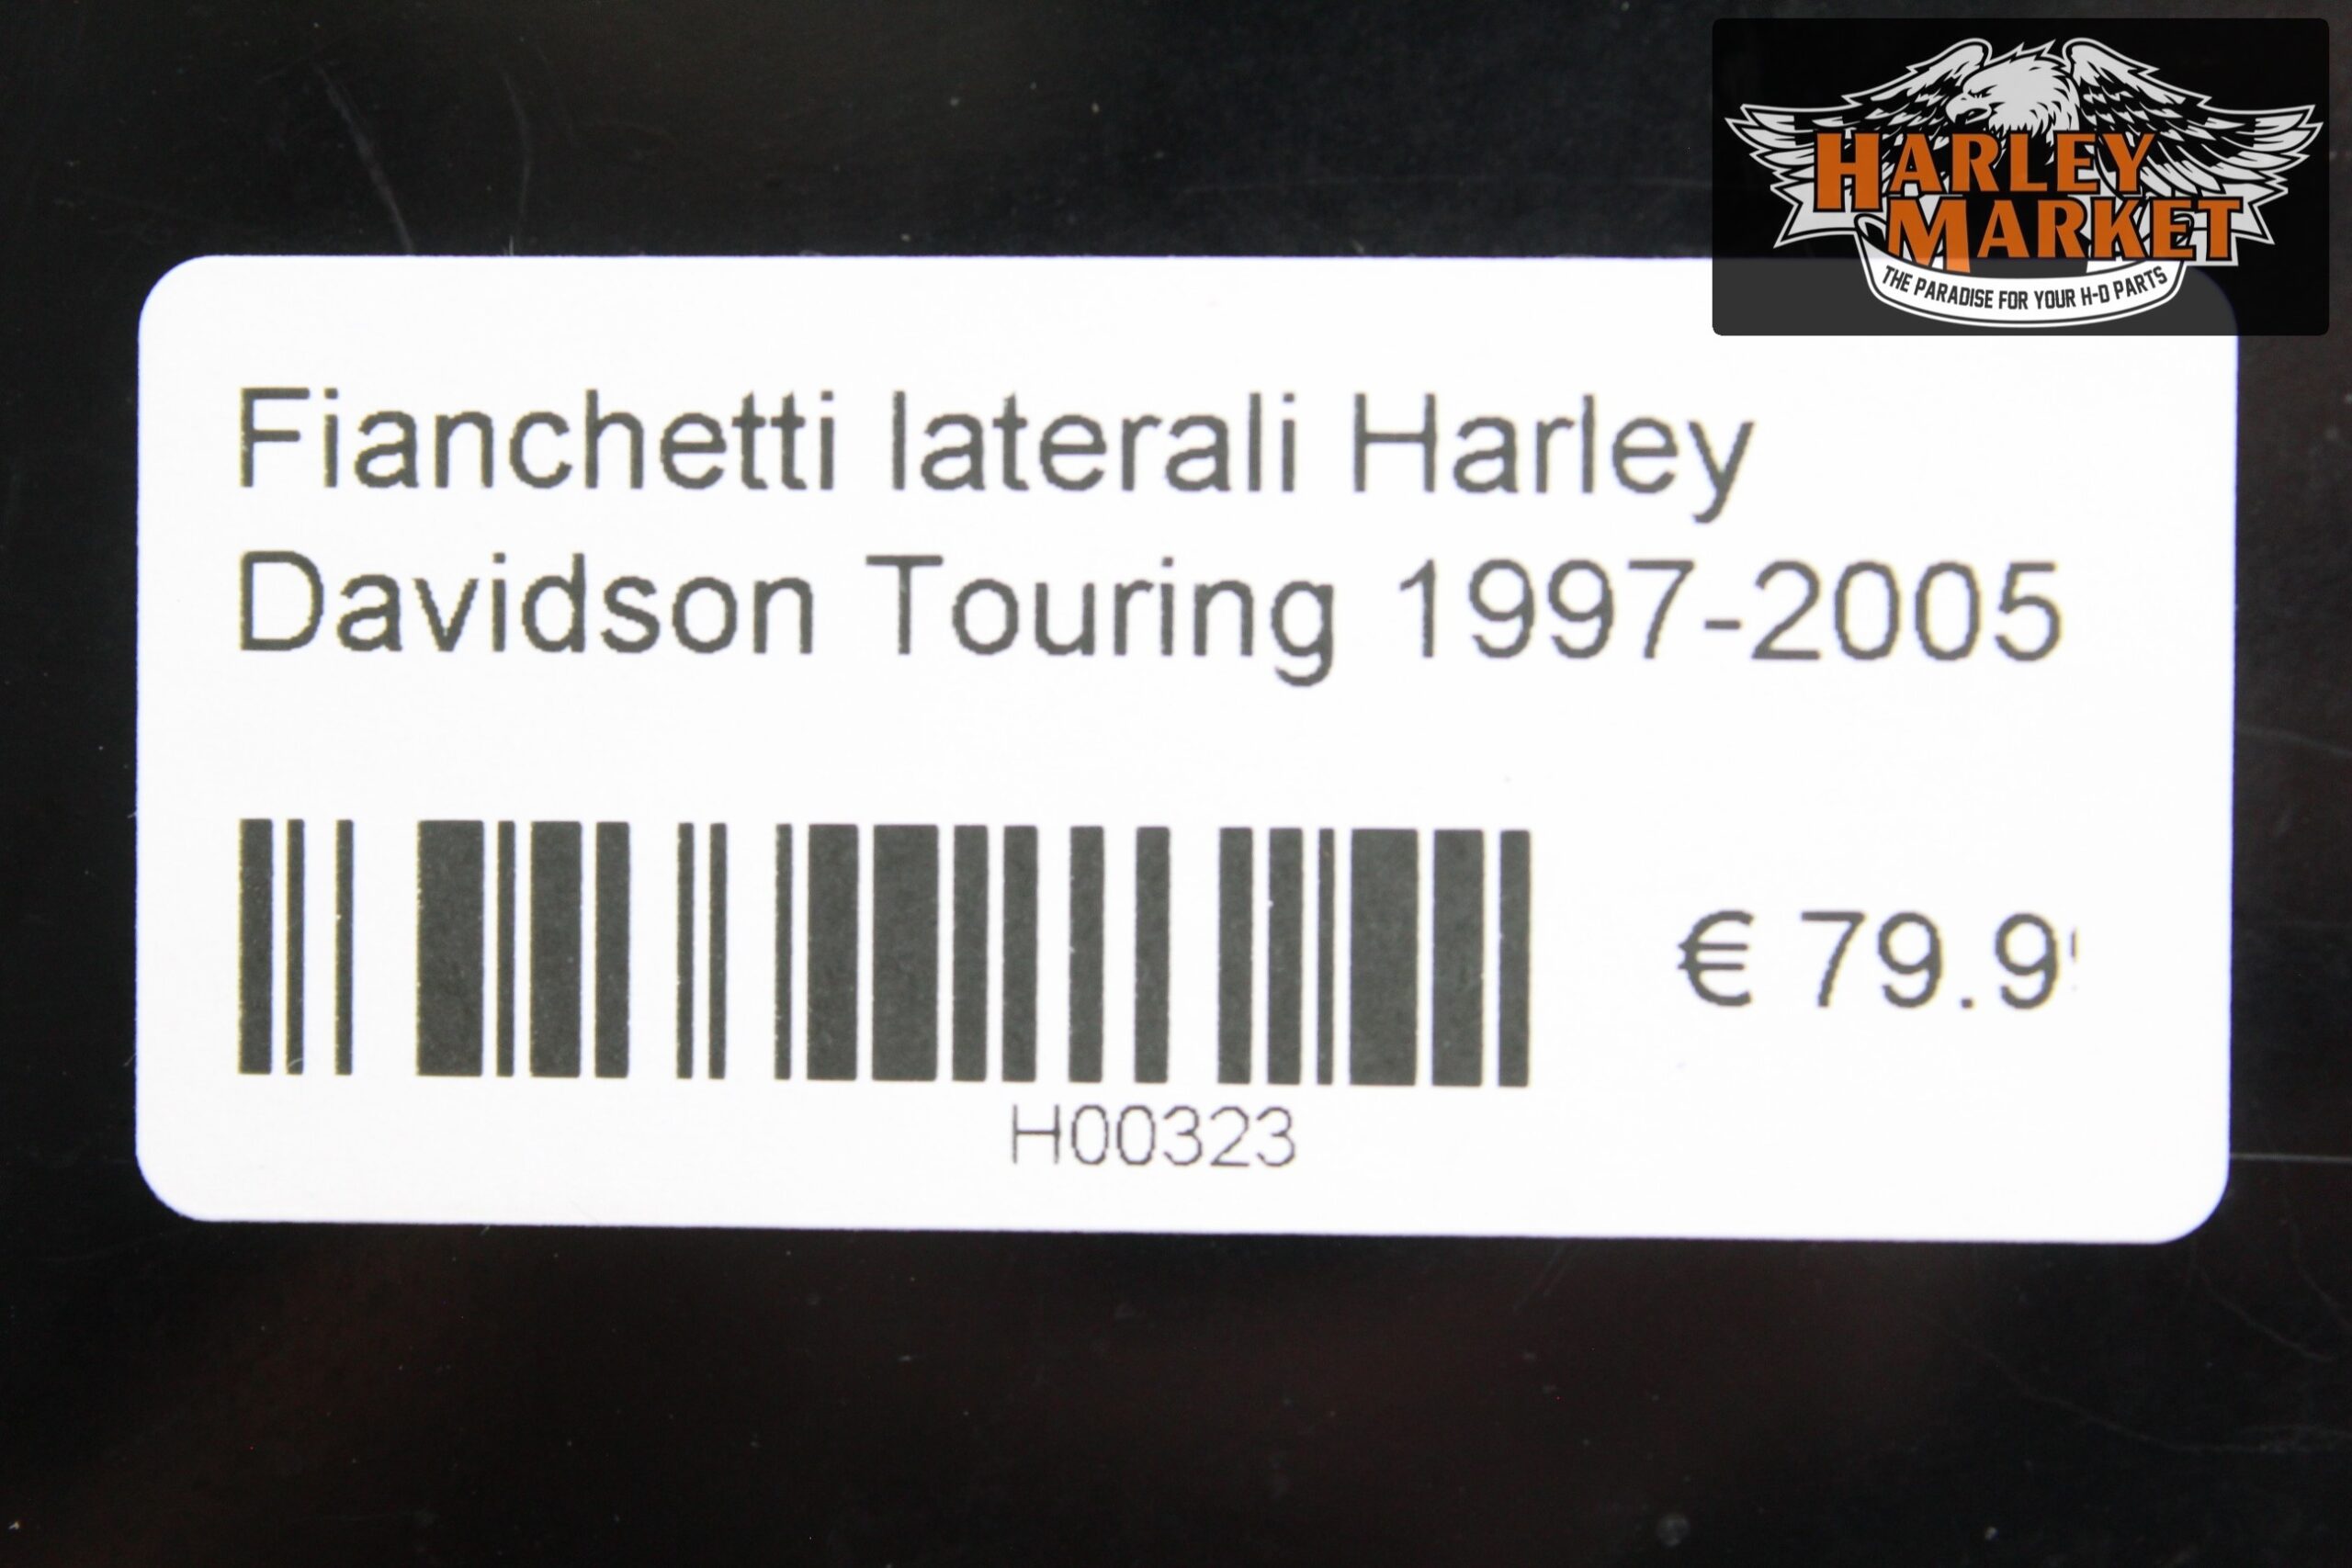 HARLEY
MARKET
THE PARADISE FOR YOUR H-D PARTS
Fianchetti laterali Harley
Davidson Touring 1997-2005
€ 79.9
H00323